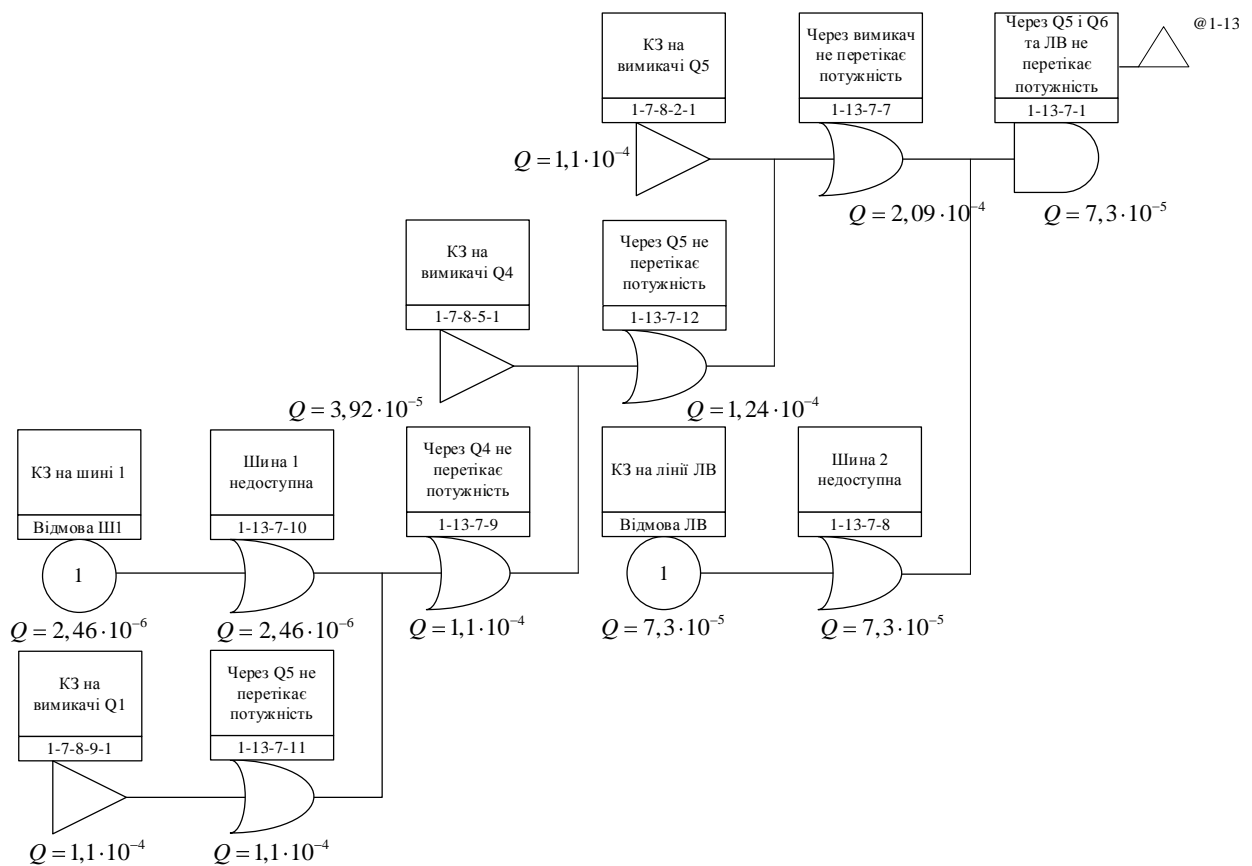 КЗ на
вимикачі Q5
1-7-8-2-1
Q = 1,1·10⁻⁴
Через вимикач
не перетікає
потужність
1-13-7-7
Q = 2,09·10⁻⁴
Через Q5 і Q6
та ЛВ не
перетікає
потужність
1-13-7-1
Q = 7,3·10⁻⁵
@1-13
КЗ на
вимикачі Q4
1-7-8-5-1
Q = 3,92·10⁻⁵
Через Q5 не
перетікає
потужність
1-13-7-12
Q = 1,24·10⁻⁴
КЗ на шині 1
Відмова Ш1
1
Q = 2,46·10⁻⁶
Шина 1
недоступна
1-13-7-10
Q = 2,46·10⁻⁶
Через Q4 не
перетікає
потужність
1-13-7-9
Q = 1,1·10⁻⁴
КЗ на лінії ЛВ
Відмова ЛВ
1
Q = 7,3·10⁻⁵
Шина 2
недоступна
1-13-7-8
Q = 7,3·10⁻⁵
КЗ на
вимикачі Q1
1-7-8-9-1
Q = 1,1·10⁻⁴
Через Q5 не
перетікає
потужність
1-13-7-11
Q = 1,1·10⁻⁴